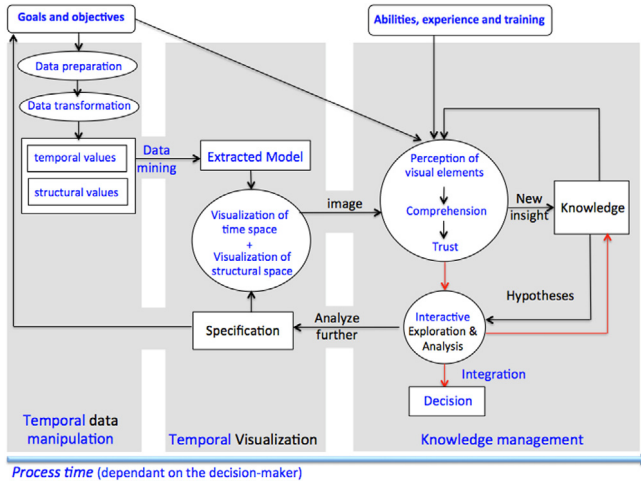 Goals and objectives
Abilities, experience and training
Data preparation
Data transformation
temporal values
structural values
Data
mining
Extracted Model
Visualization of
time space
+
Visualization of
structural space
image
Perception of
visual elements
Comprehension
Trust
New
insight
Knowledge
Hypotheses
Specification
Analyze
further
Interactive
Exploration &
Analysis
Integration
Decision
Temporal data
manipulation
Temporal Visualization
Knowledge management
Process time (dependant on the decision-maker)